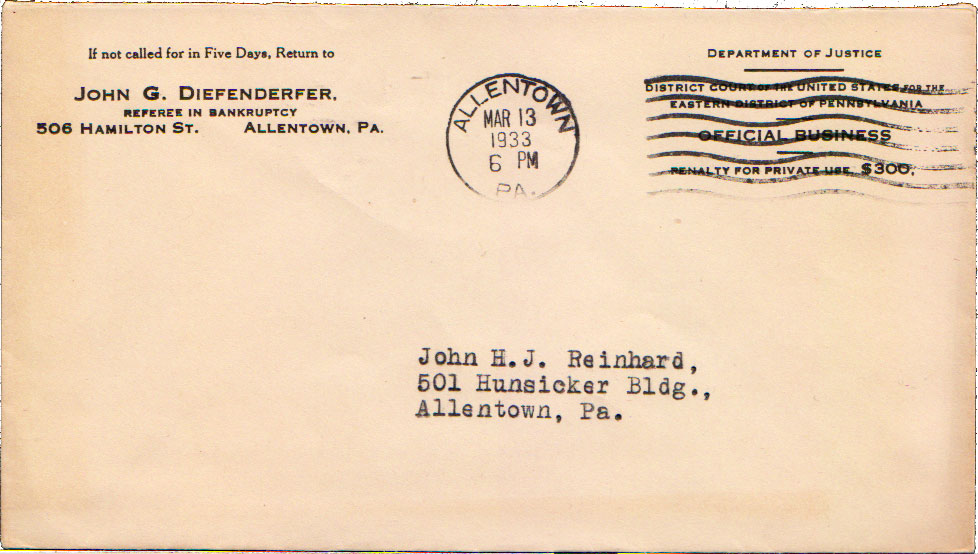 If not called for in Five Days, Return to
JOHN G. DIEFENDERFER,
REFEREE IN BANKRUPTCY
506 HAMILTON ST. ALLENTOWN, PA.
ALLENTOWN
MAR 13
1933
6 PM
PA.
DEPARTMENT OF JUSTICE
DISTRICT COURT OF THE UNITED STATES FOR THE
EASTERN DISTRICT OF PENNSYLVANIA
OFFICIAL BUSINESS
PENALTY FOR PRIVATE USE, $300.
John H.J. Reinhard,
501 Hunsicker Bldg.,
Allentown, Pa.